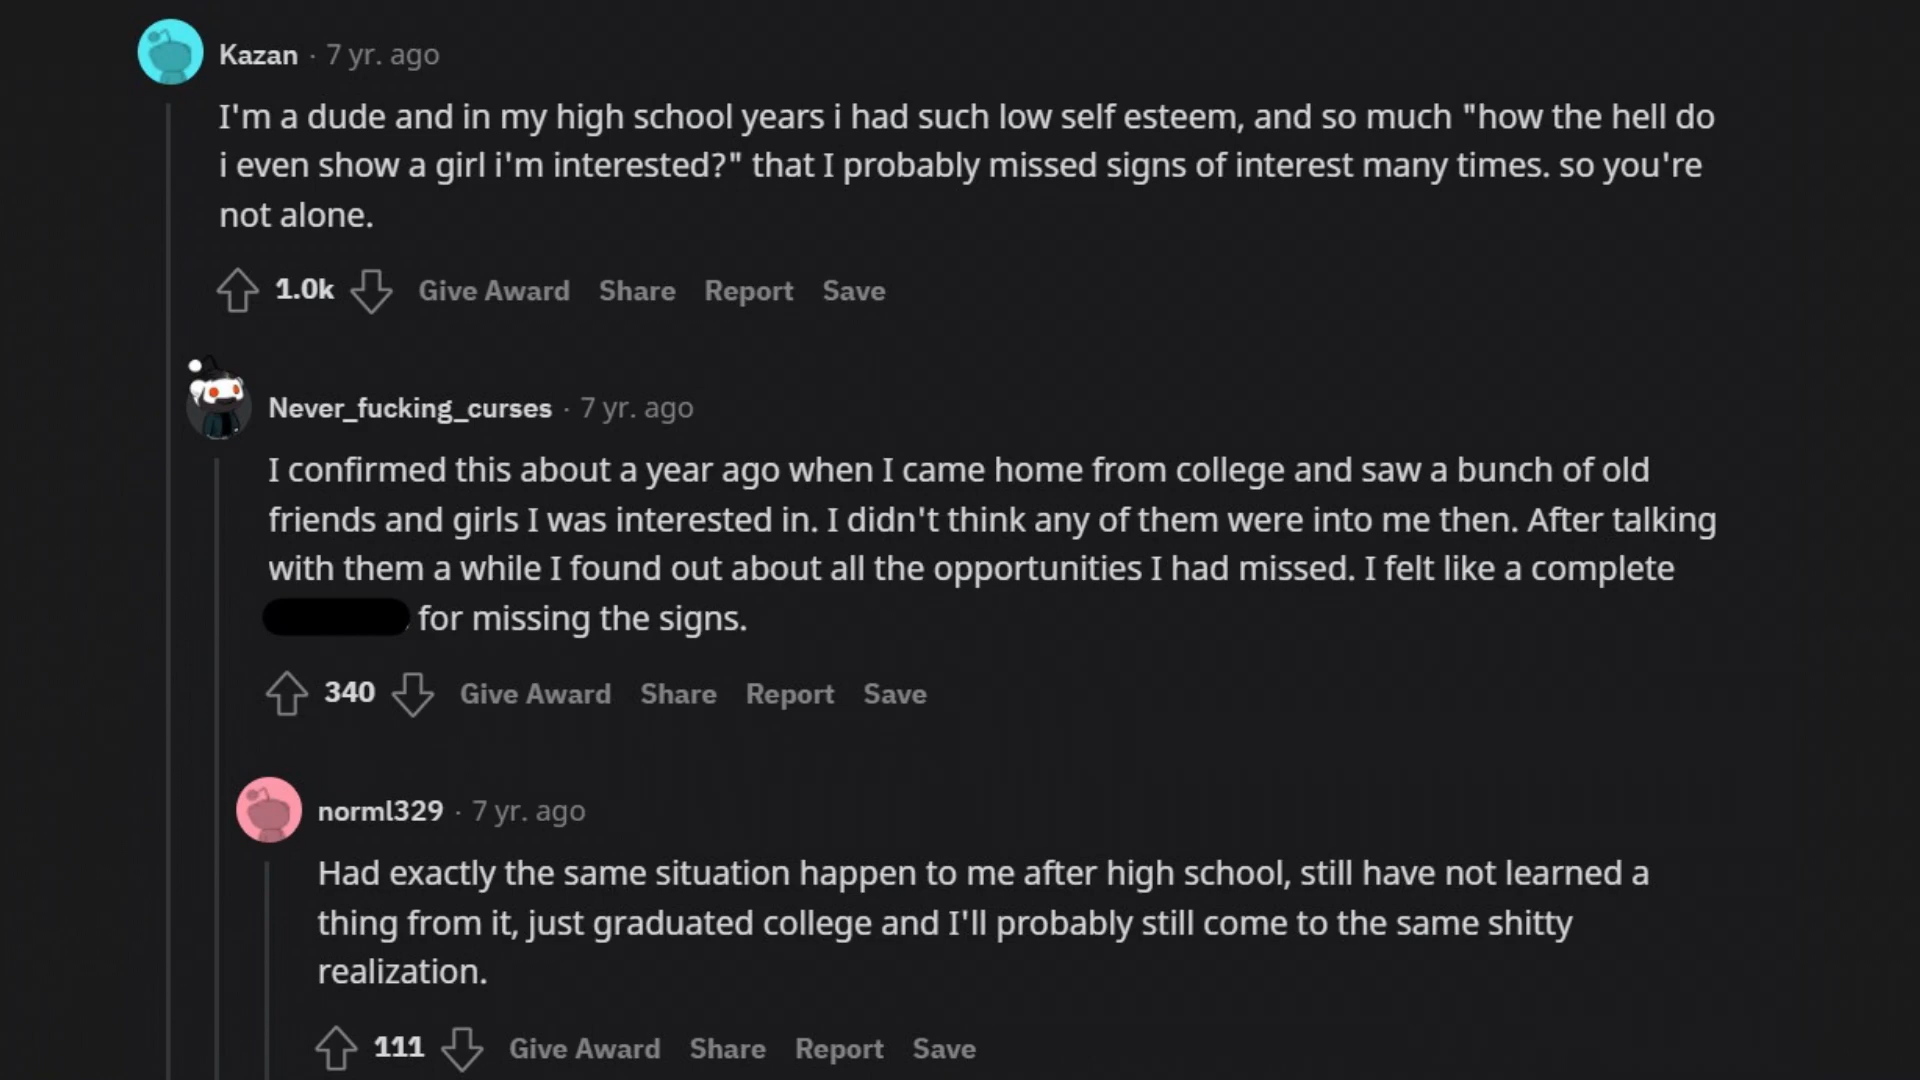 Kazan · 7 yr. ago
I'm a dude and in my high school years i had such low self esteem, and so much "how the hell do
i even show a girl i'm interested?" that I probably missed signs of interest many times. so you're
not alone.
1.0k Give Award Share Report Save
Never_fucking_curses · 7 yr. ago
I confirmed this about a year ago when I came home from college and saw a bunch of old
friends and girls I was interested in. I didn't think any of them were into me then. After talking
with them a while I found out about all the opportunities I had missed. I felt like a complete
for missing the signs.
340 Give Award Share Report Save
norml329 · 7 yr. ago
Had exactly the same situation happen to me after high school, still have not learned a
thing from it, just graduated college and I'll probably still come to the same shitty
realization.
111 Give Award Share Report Save